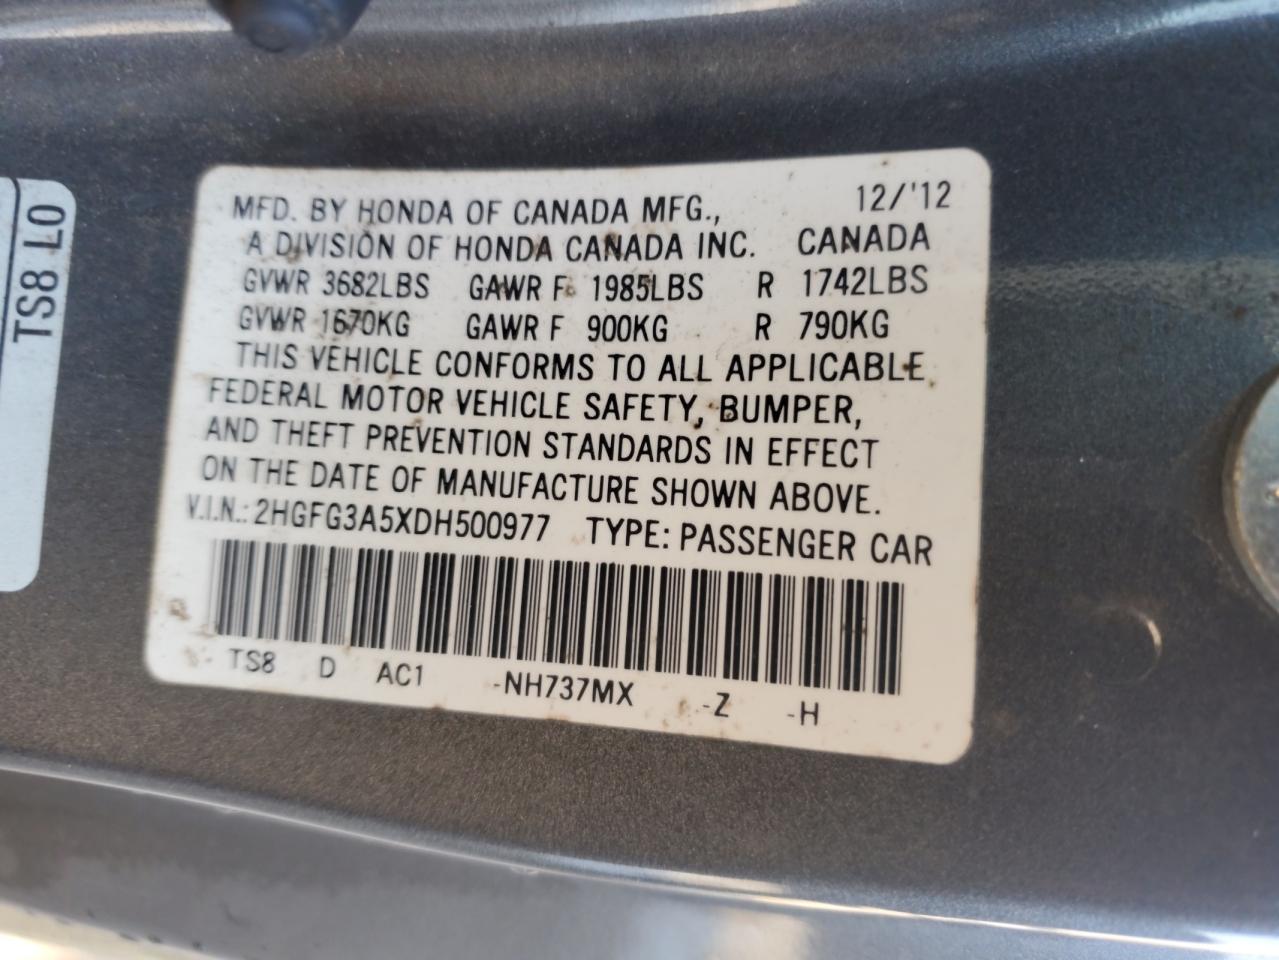 TS8 LO
MFD. BY HONDA OF CANADA MFG., 12/'12
A DIVISION OF HONDA CANADA INC. CANADA
GVWR 3682LBS GAWR F 1985LBS R 1742LBS
GVWR 1670KG GAWR F 900KG R 790KG
THIS VEHICLE CONFORMS TO ALL APPLICABLE
FEDERAL MOTOR VEHICLE SAFETY, BUMPER,
AND THEFT PREVENTION STANDARDS IN EFFECT
ON THE DATE OF MANUFACTURE SHOWN ABOVE.
V.I.N.: 2HGFG3A5XDH500977 TYPE: PASSENGER CAR
TS8 D AC1 -NH737MX -Z -H